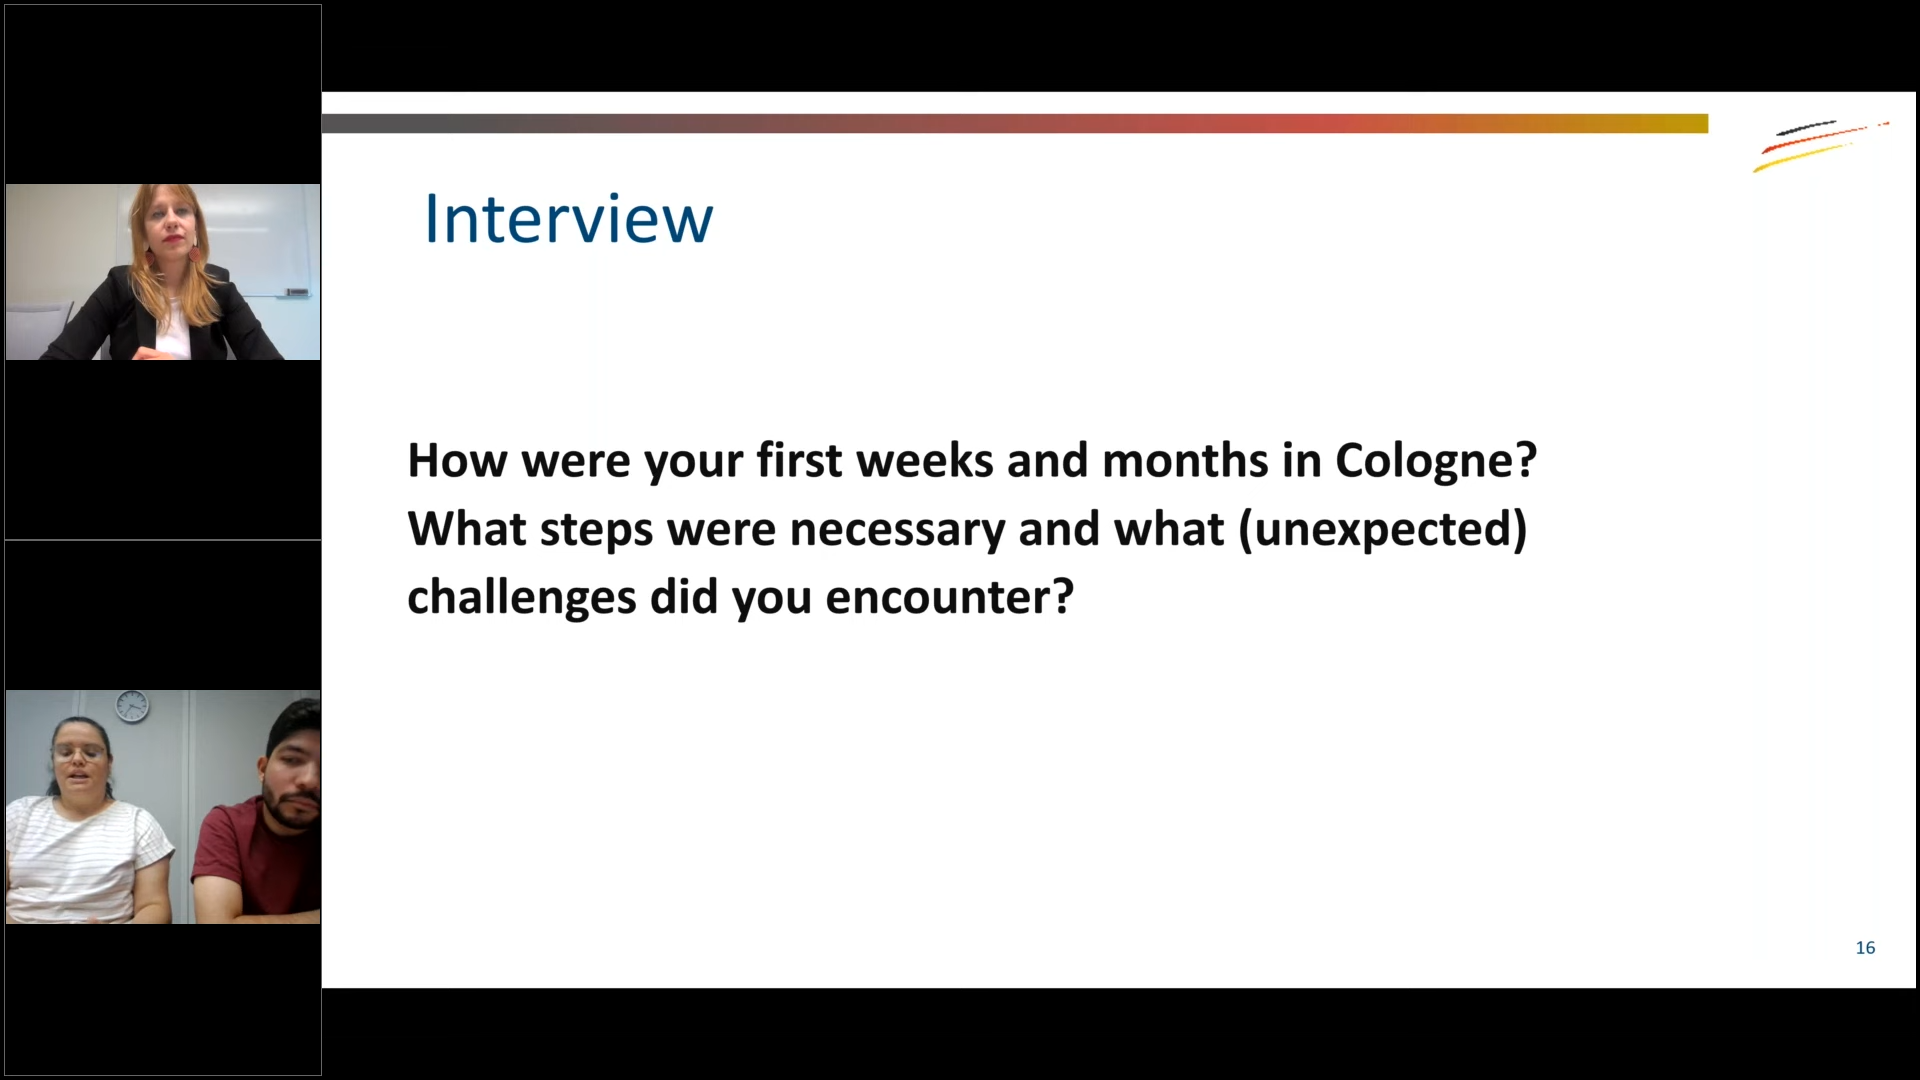 Interview
How were your first weeks and months in Cologne?
What steps were necessary and what (unexpected)
challenges did you encounter?
16